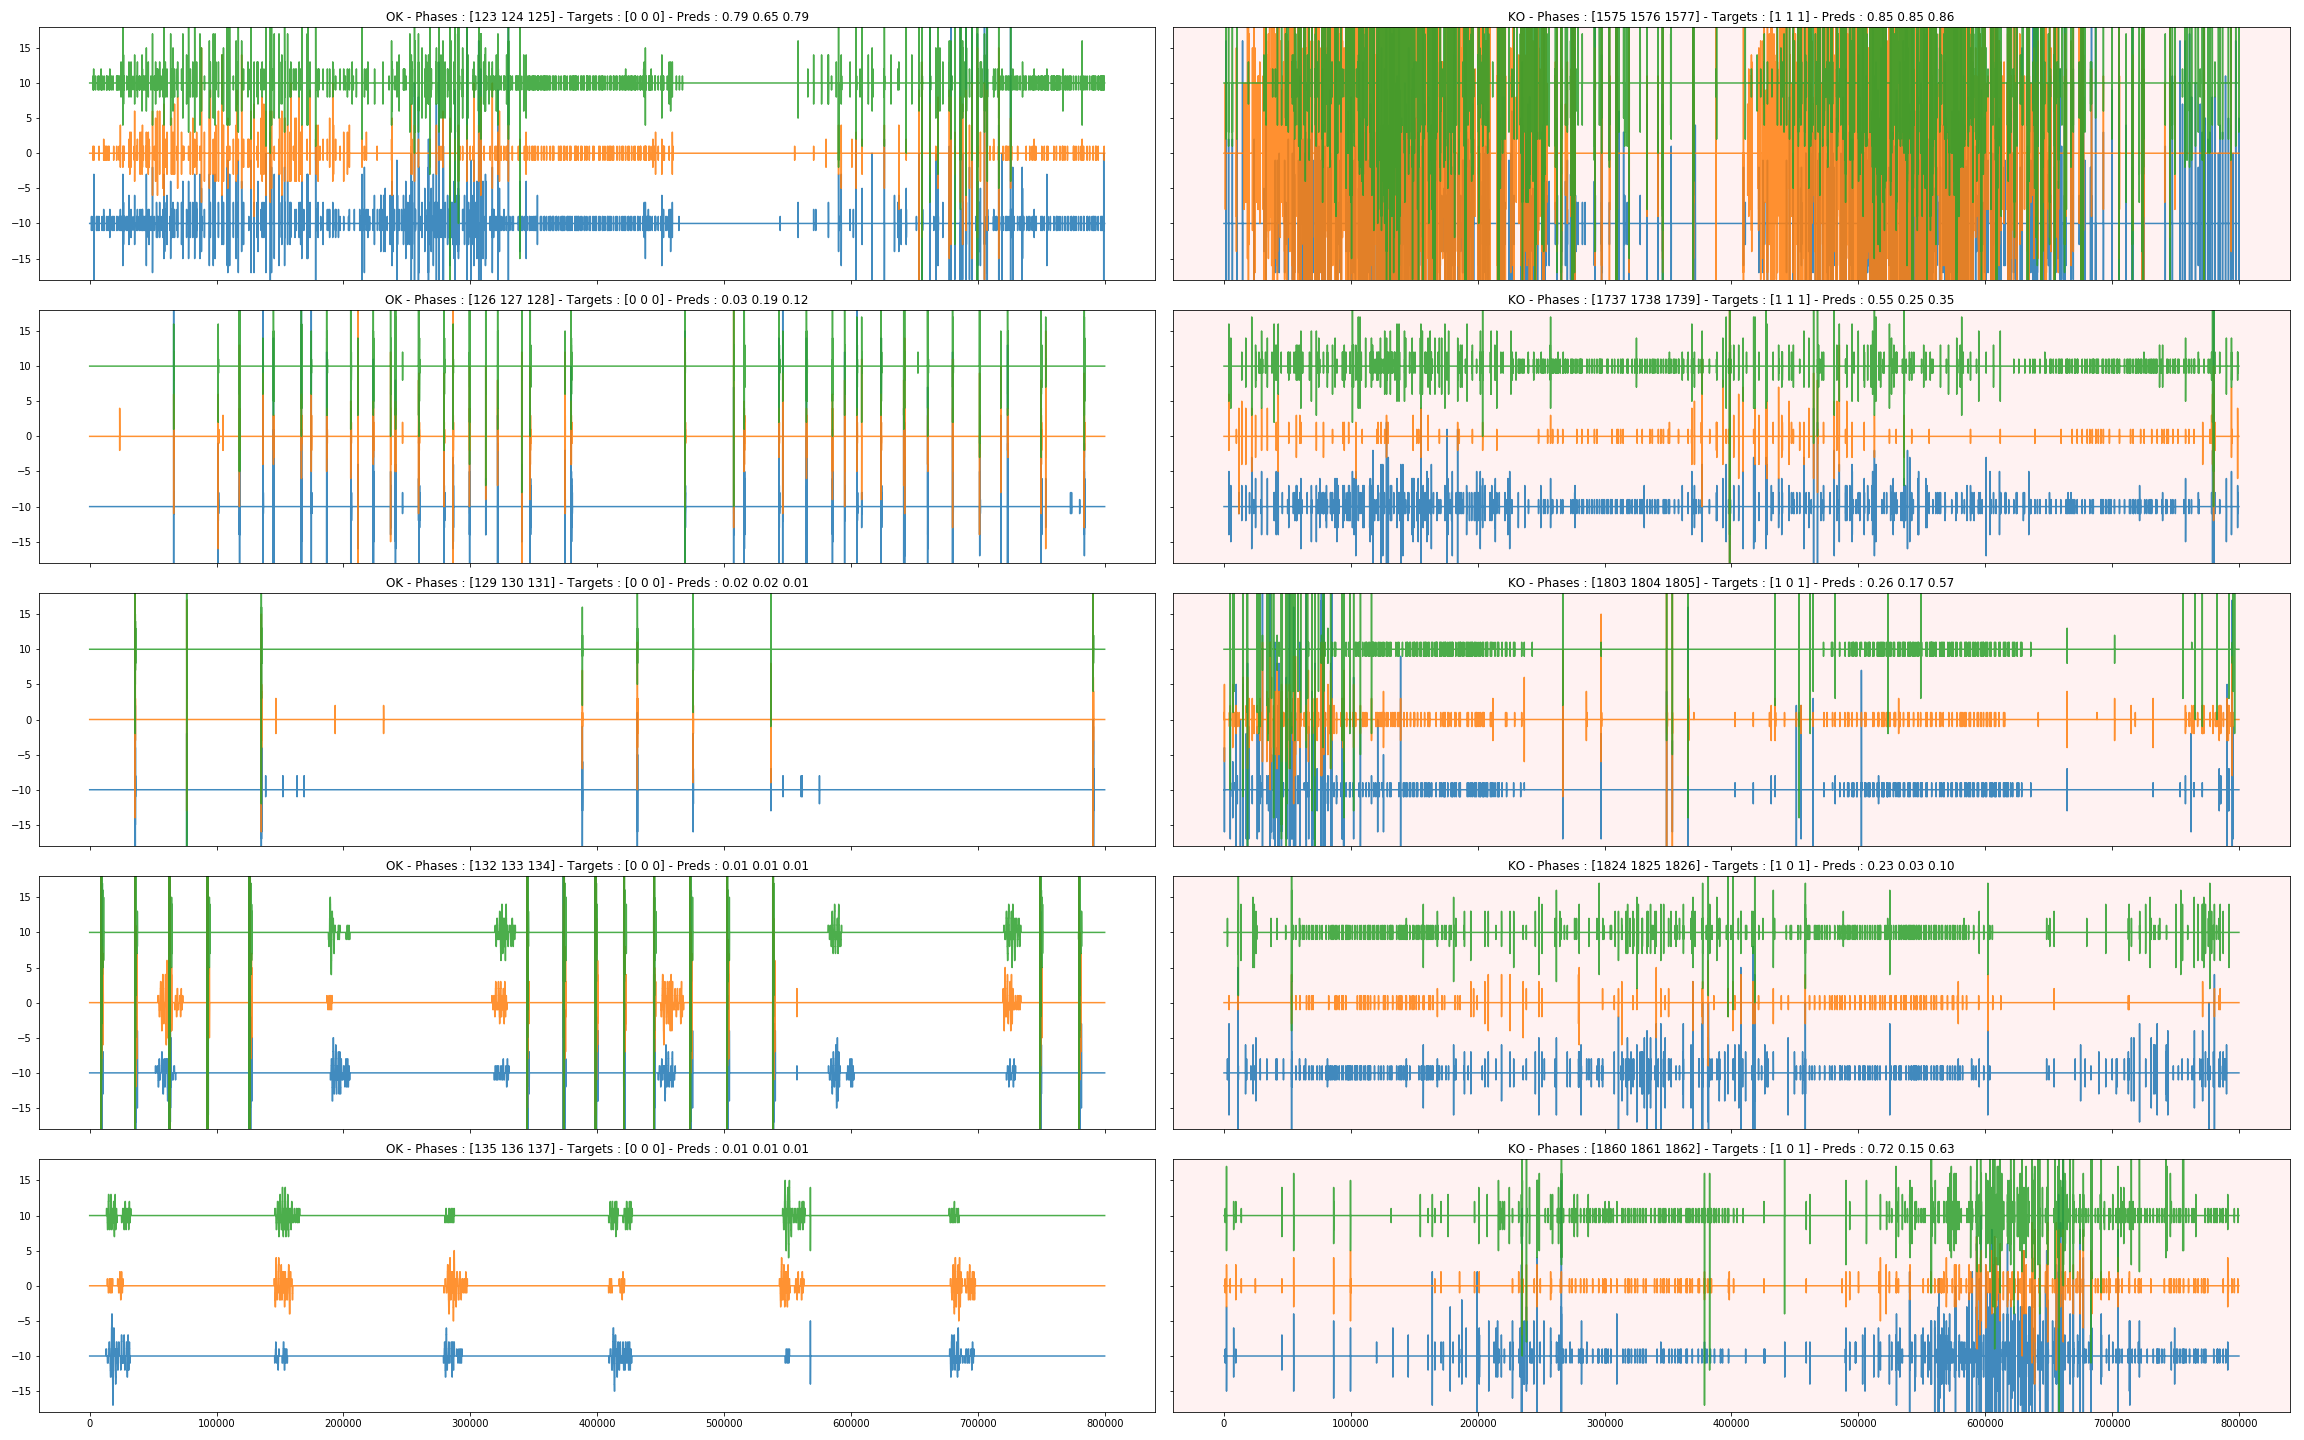 OK - Phases : [123 124 125] - Targets : [0 0 0] - Preds : 0.79 0.65 0.79
KO - Phases : [1575 1576 1577] - Targets : [1 1 1] - Preds : 0.85 0.85 0.86
15
10
5
0
−5
−10
−15
OK - Phases : [126 127 128] - Targets : [0 0 0] - Preds : 0.03 0.19 0.12
KO - Phases : [1737 1738 1739] - Targets : [1 1 1] - Preds : 0.55 0.25 0.35
15
10
5
0
−5
−10
−15
OK - Phases : [129 130 131] - Targets : [0 0 0] - Preds : 0.02 0.02 0.01
KO - Phases : [1803 1804 1805] - Targets : [1 0 1] - Preds : 0.26 0.17 0.57
15
10
5
0
−5
−10
−15
OK - Phases : [132 133 134] - Targets : [0 0 0] - Preds : 0.01 0.01 0.01
KO - Phases : [1824 1825 1826] - Targets : [1 0 1] - Preds : 0.23 0.03 0.10
15
10
5
0
−5
−10
−15
OK - Phases : [135 136 137] - Targets : [0 0 0] - Preds : 0.01 0.01 0.01
KO - Phases : [1860 1861 1862] - Targets : [1 0 1] - Preds : 0.72 0.15 0.63
15
10
5
0
−5
−10
−15
0 100000 200000 300000 400000 500000 600000 700000 800000
0 100000 200000 300000 400000 500000 600000 700000 800000